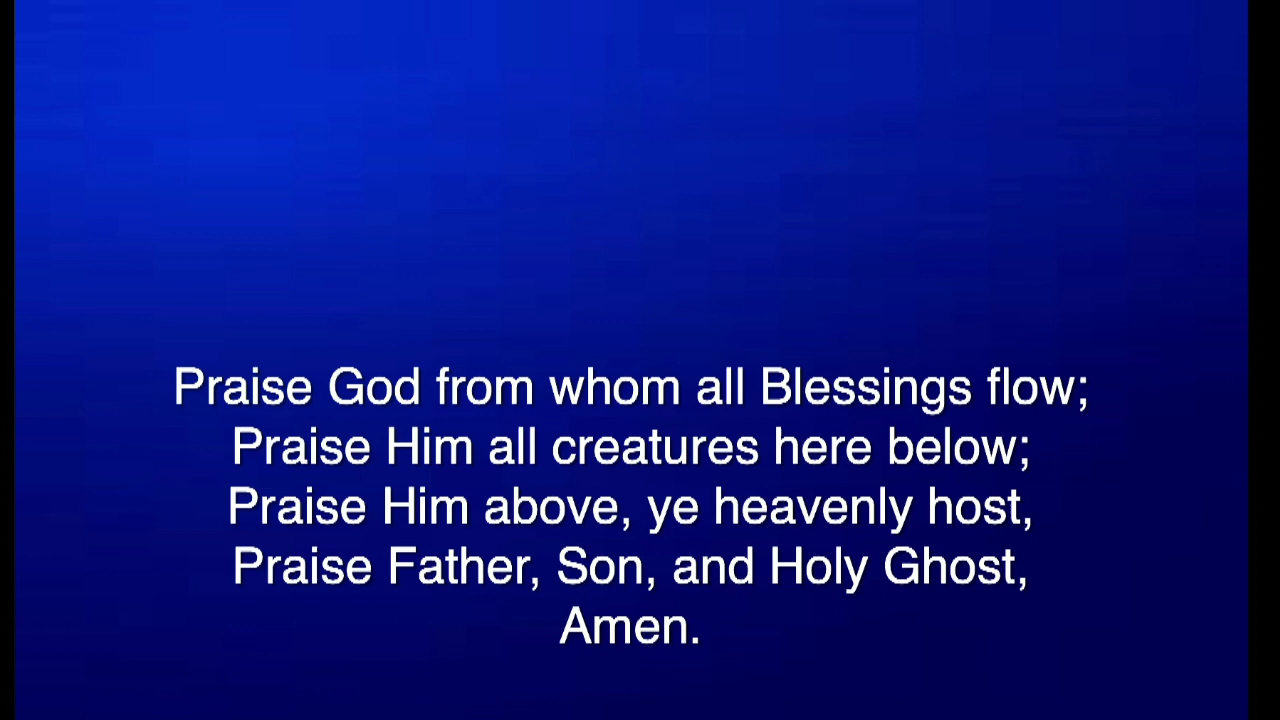 Praise God from whom all Blessings flow;
Praise Him all creatures here below;
Praise Him above, ye heavenly host,
Praise Father, Son, and Holy Ghost,
Amen.